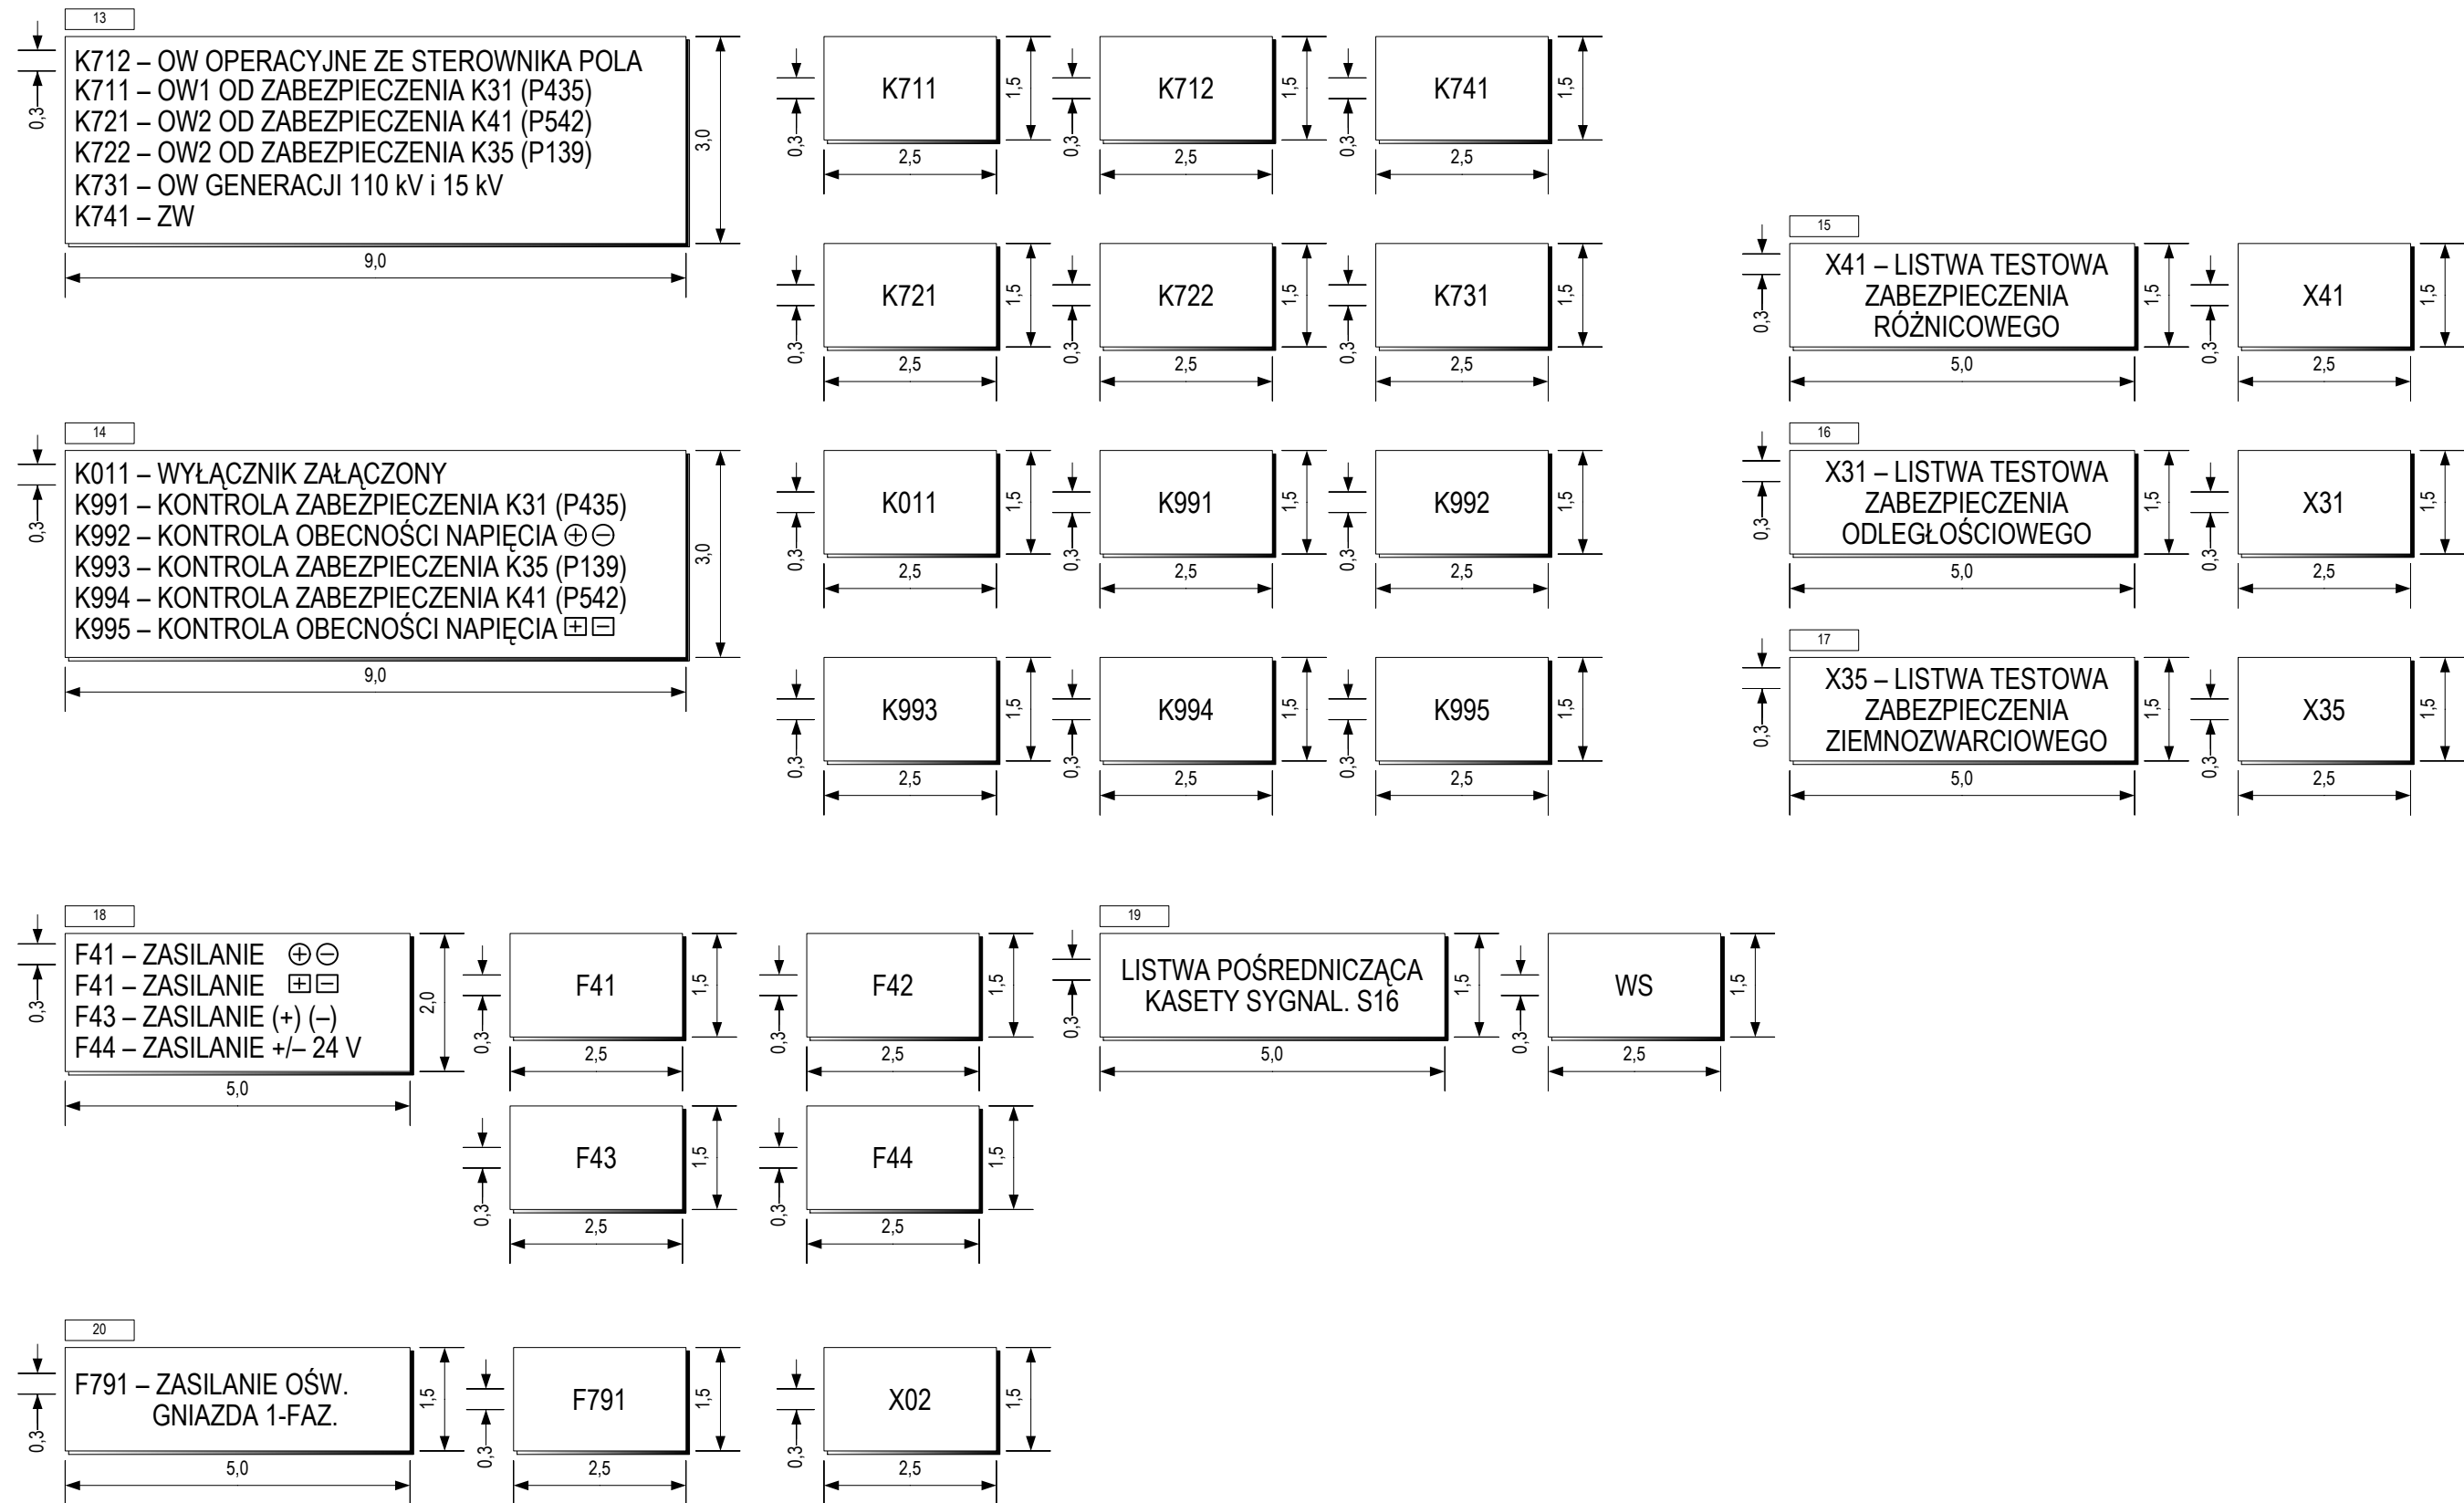 13
K712 – OW OPERACYJNE ZE STEROWNIKA POLA
K711 – OW1 OD ZABEZPIECZENIA K31 (P435)
K721 – OW2 OD ZABEZPIECZENIA K41 (P542)
K722 – OW2 OD ZABEZPIECZENIA K35 (P139)
K731 – OW GENERACJI 110 kV i 15 kV
K741 – ZW
0,3
3,0
9,0
K711
0,3
1,5
2,5
K712
0,3
1,5
2,5
K741
0,3
1,5
2,5
K721
0,3
1,5
2,5
K722
0,3
1,5
2,5
K731
0,3
1,5
2,5
15
X41 – LISTWA TESTOWA
ZABEZPIECZENIA
RÓŻNICOWEGO
0,3
1,5
5,0
X41
0,3
1,5
2,5
14
K011 – WYŁĄCZNIK ZAŁĄCZONY
K991 – KONTROLA ZABEZPIECZENIA K31 (P435)
K992 – KONTROLA OBECNOŚCI NAPIĘCIA ⊕⊖
K993 – KONTROLA ZABEZPIECZENIA K35 (P139)
K994 – KONTROLA ZABEZPIECZENIA K41 (P542)
K995 – KONTROLA OBECNOŚCI NAPIĘCIA ⊞⊟
0,3
3,0
9,0
K011
0,3
1,5
2,5
K991
0,3
1,5
2,5
K992
0,3
1,5
2,5
16
X31 – LISTWA TESTOWA
ZABEZPIECZENIA
ODLEGŁOŚCIOWEGO
0,3
1,5
5,0
X31
0,3
1,5
2,5
K993
0,3
1,5
2,5
K994
0,3
1,5
2,5
K995
0,3
1,5
2,5
17
X35 – LISTWA TESTOWA
ZABEZPIECZENIA
ZIEMNOZWARCIOWEGO
0,3
1,5
5,0
X35
0,3
1,5
2,5
18
F41 – ZASILANIE ⊕⊖
F41 – ZASILANIE ⊞⊟
F43 – ZASILANIE (+) (–)
F44 – ZASILANIE +/– 24 V
0,3
2,0
5,0
F41
0,3
1,5
2,5
F42
0,3
1,5
2,5
19
LISTWA POŚREDNICZĄCA
KASETY SYGNAL. S16
0,3
1,5
5,0
WS
0,3
1,5
2,5
F43
0,3
1,5
2,5
F44
0,3
1,5
2,5
20
F791 – ZASILANIE OŚW.
GNIAZDA 1-FAZ.
0,3
1,5
5,0
F791
0,3
1,5
2,5
X02
0,3
1,5
2,5